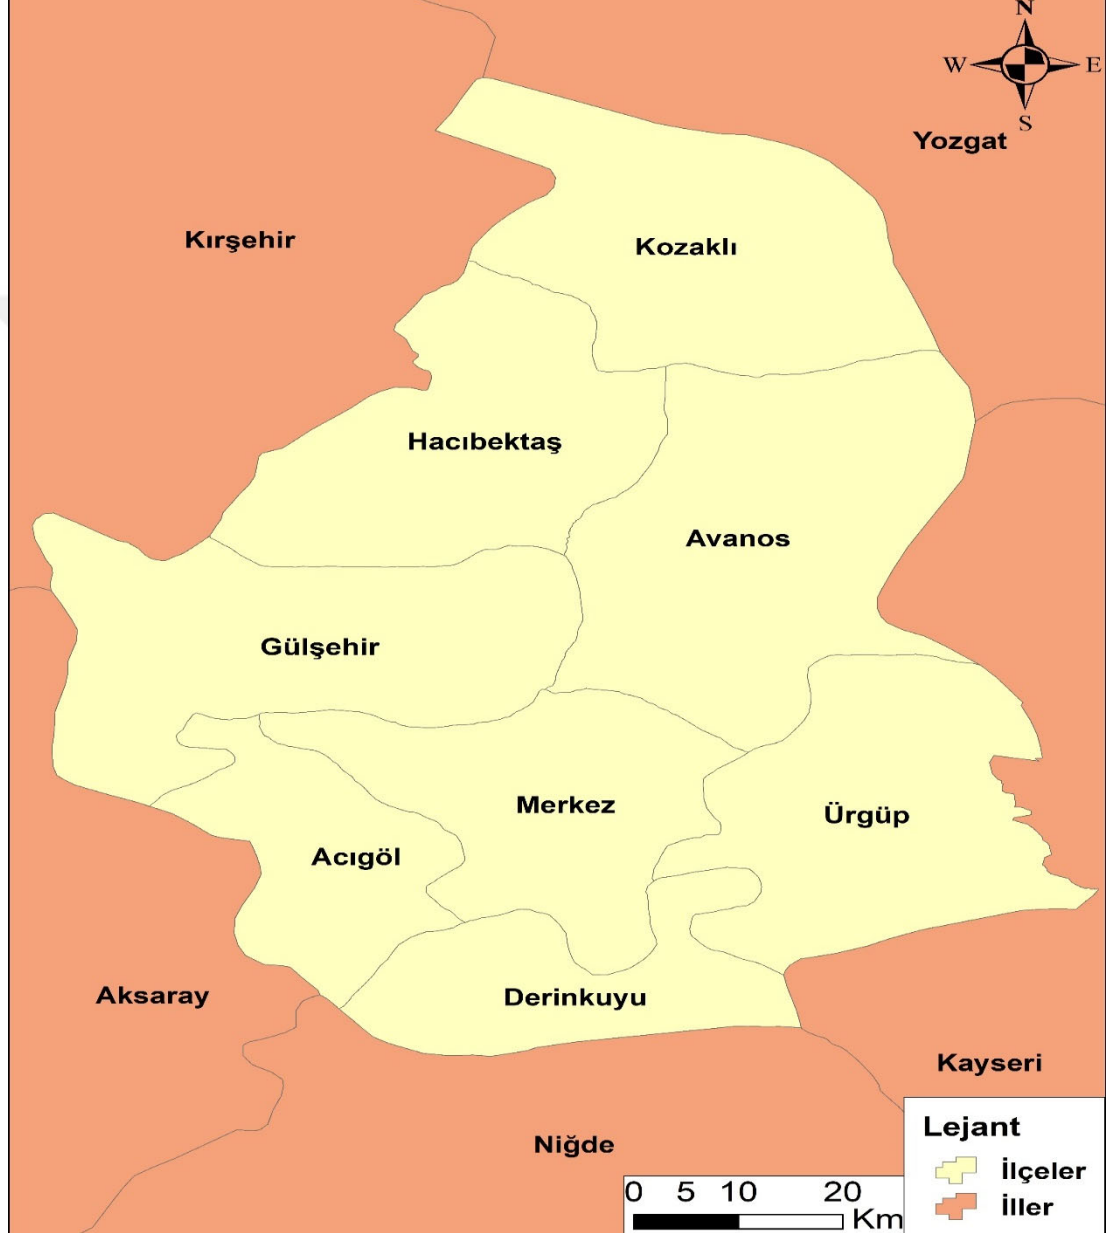 N
W E
S
Yozgat
Kırşehir
Kozaklı
Hacıbektaş
Avanos
Gülşehir
Merkez
Ürgüp
Acıgöl
Aksaray
Derinkuyu
Kayseri
Niğde
Lejant
İlçeler
İller
0 5 10 20
Km